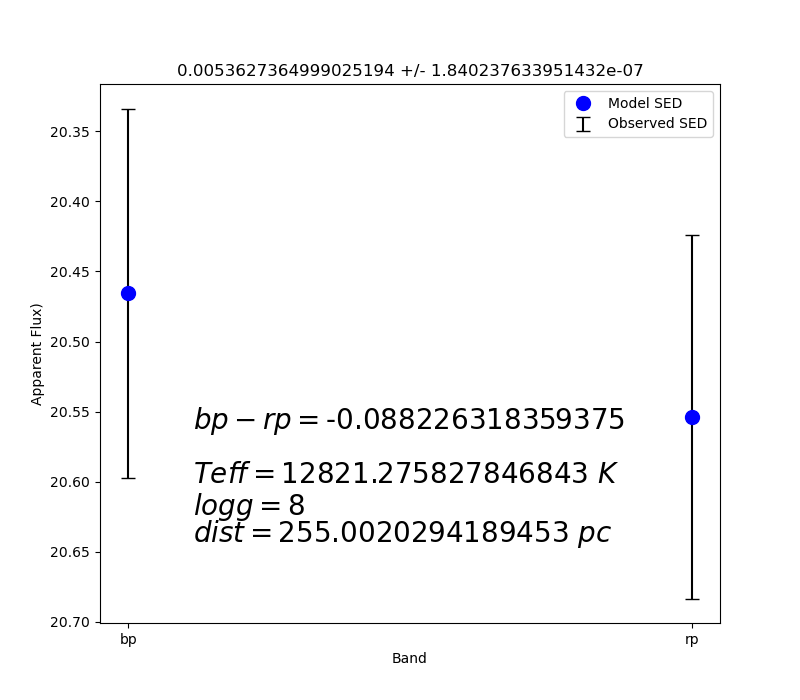 0.0053627364999025194 +/- 1.840237633951432e-07
Model SED
Observed SED
20.35
20.40
20.45
20.50
20.55
20.60
20.65
20.70
Apparent Flux)
bp − rp = -0.088226318359375
Teff = 12821.275827846843 K
logg = 8
dist = 255.0020294189453 pc
bp
rp
Band